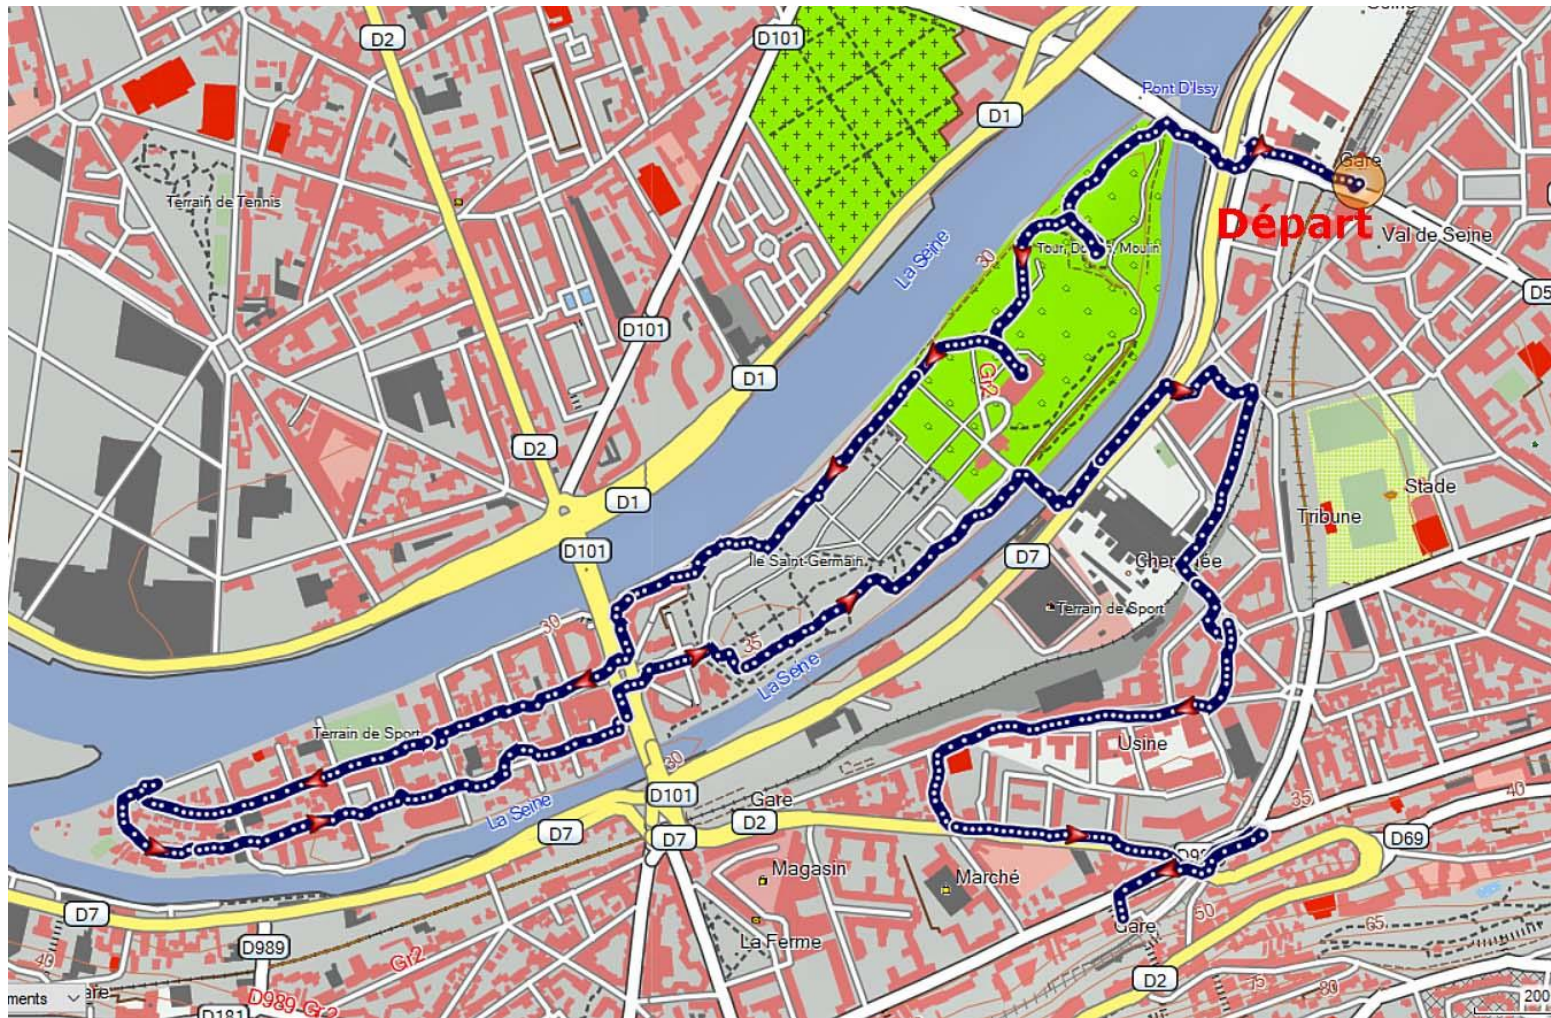 D2
D101
Pont D'Issy
D1
Gare
Départ
Val de Seine
Terrain de Tennis
La Seine
30
Tour, Do
Moulin
D5
D101
D1
Gr2
D2
D1
Stade
Tribune
D101
Ile Saint-Germain
D7
Terrain de Sport
30
35
La Seine
Terrain de Sport
Usine
30
D101
La Seine
Gare
D7
D2
D7
35
40
D69
Magasin
Marché
D7
50
65
Gare
La Ferme
D989
Gr2
40
D2
75
80
ments
are
D989
Gr2
D181
200